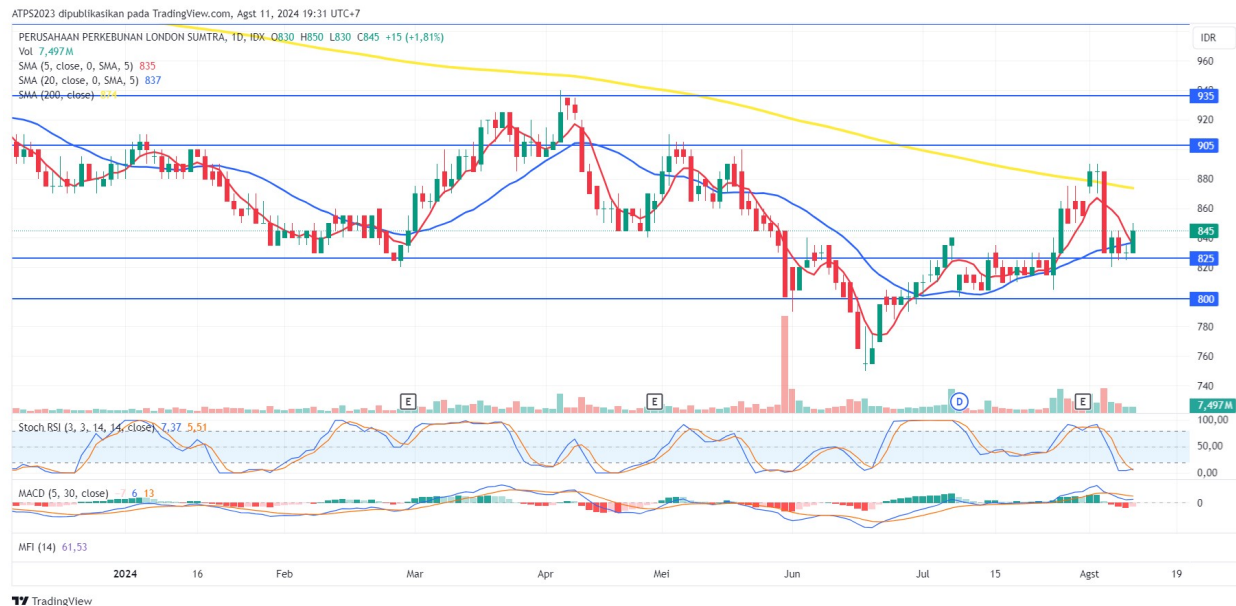 ATPS2023 dipublikasikan pada TradingView.com, Agst 11, 2024 19:31 UTC+7
PERUSAHAAN PERKEBUNAN LONDON SUMTRA, 1D, IDX O830 H850 L830 C845 +15 (+1,81%)
IDR
Vol 7,497M
SMA (5, close, 0, SMA, 5) 835
SMA (20, close, 0, SMA, 5) 837
SMA (200, close) 874
960
935
920
905
880
860
845
840
825
820
800
780
760
740
7,497M
E
E
D
E
Stoch RSI (3, 3, 14, 14, close) 7,37 5,51
100,00
50,00
0,00
MACD (5, 30, close) -7 6 13
0
MFI (14) 61,53
2024 16 Feb Mar Apr Mei Jun Jul 15 Agst 19
TradingView